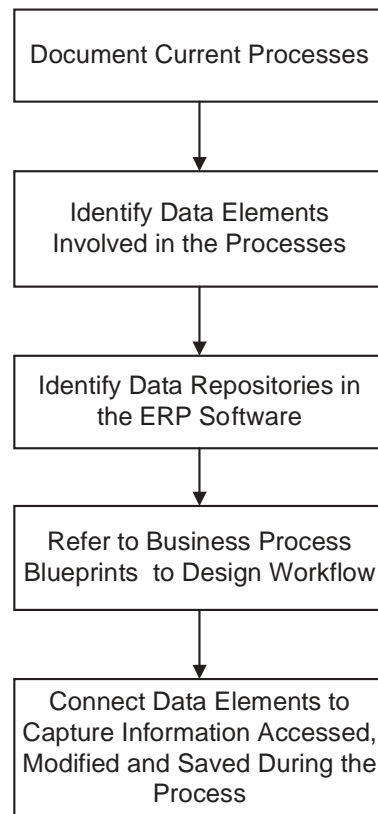 Document Current Processes
Identify Data Elements
Involved in the Processes
Identify Data Repositories in
the ERP Software
Refer to Business Process
Blueprints to Design Workflow
Connect Data Elements to
Capture Information Accessed,
Modified and Saved During the
Process